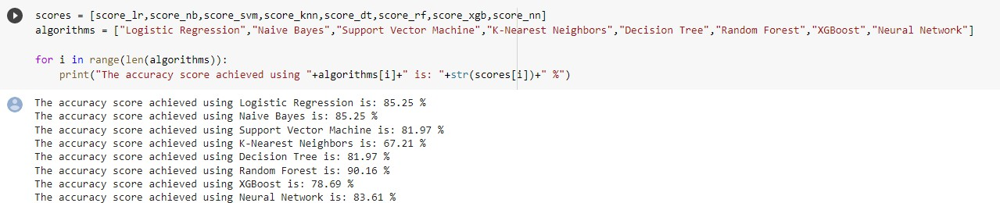 scores = [score_lr,score_nb,score_svm,score_knn,score_dt,score_rf,score_xgb,score_nn]
algorithms = ["Logistic Regression","Naive Bayes","Support Vector Machine","K-Nearest Neighbors","Decision Tree","Random Forest","XGBoost","Neural Network"]
for i in range(len(algorithms)):
    print("The accuracy score achieved using "+algorithms[i]+" is: "+str(scores[i])+" %")
The accuracy score achieved using Logistic Regression is: 85.25 %
The accuracy score achieved using Naive Bayes is: 85.25 %
The accuracy score achieved using Support Vector Machine is: 81.97 %
The accuracy score achieved using K-Nearest Neighbors is: 67.21 %
The accuracy score achieved using Decision Tree is: 81.97 %
The accuracy score achieved using Random Forest is: 90.16 %
The accuracy score achieved using XGBoost is: 78.69 %
The accuracy score achieved using Neural Network is: 83.61 %